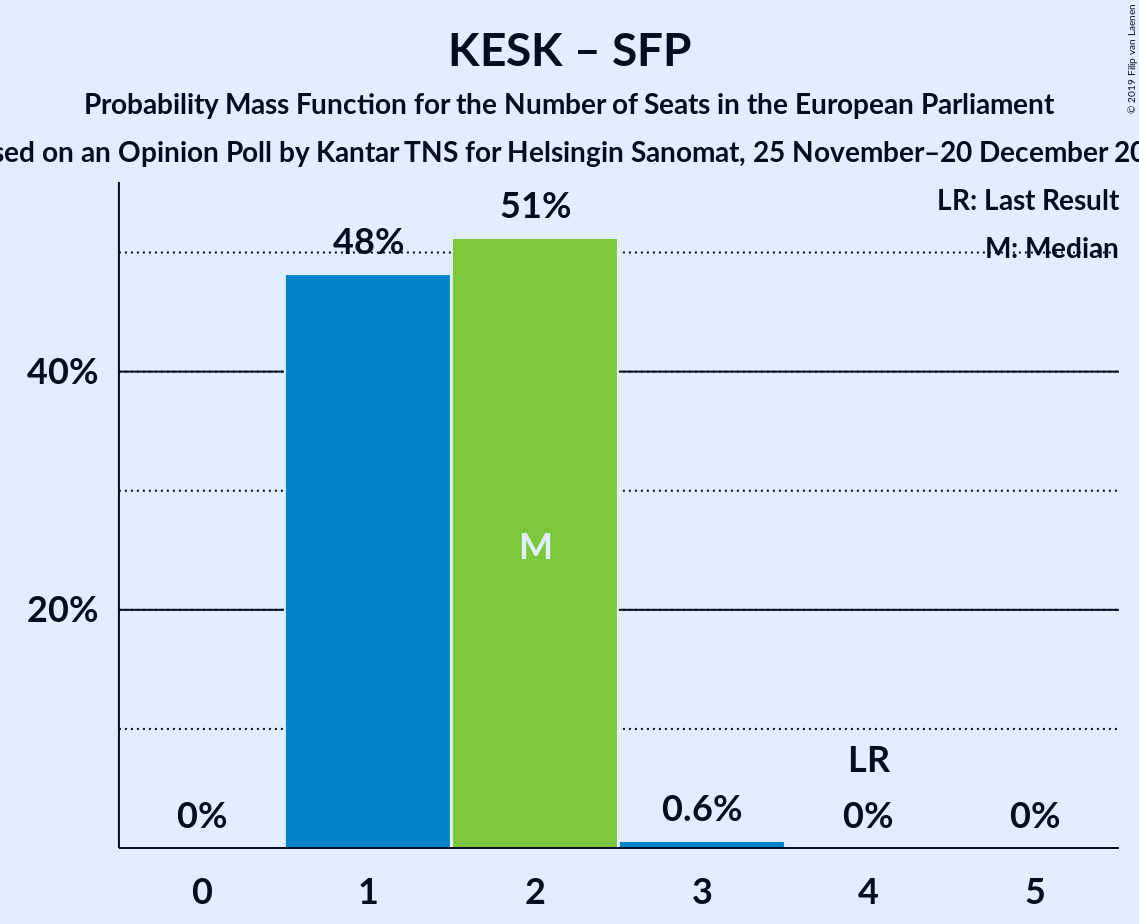 KESK – SFP
Probability Mass Function for the Number of Seats in the European Parliament
on an Opinion Poll by Kantar TNS for Helsingin Sanomat, 25 November–20 December
© 2019 Filip van Laenen
LR: Last Result
M: Median
51%
48%
40%
M
20%
LR
0%
0.6%
0%
0%
0 1 2 3 4 5